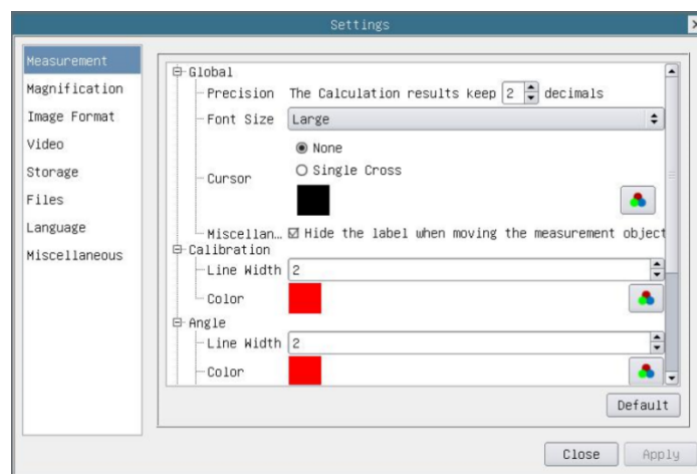 Settings
Measurement
Magnification
Image Format
Video
Storage
Files
Language
Miscellaneous
Global
Precision The Calculation results keep 2 decimals
Font Size Large
None
Single Cross
Cursor
Miscellan... Hide the label when moving the measurement object
Calibration
Line Width 2
Color
Angle
Line Width 2
Color
Default
Close Apply